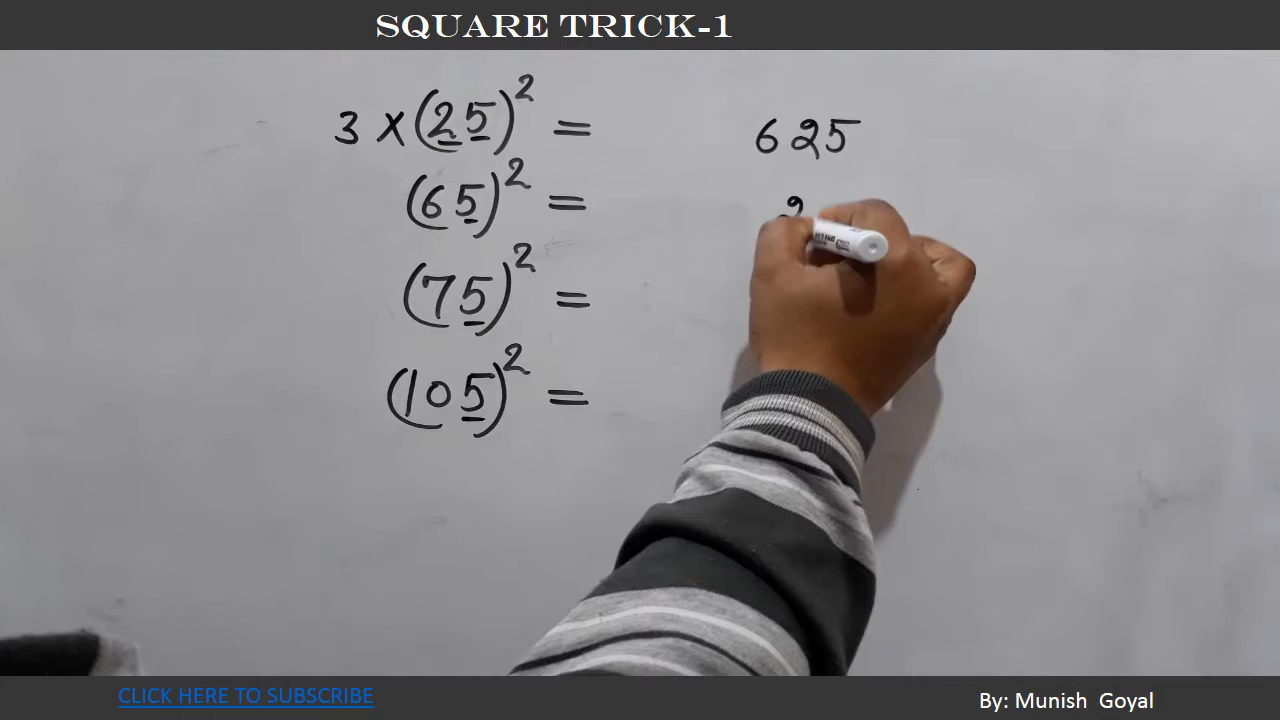 SQUARE TRICK-1
3 × (25)² = 625
(65)² = 2
(75)² =
(105)² =
CLICK HERE TO SUBSCRIBE
By: Munish Goyal